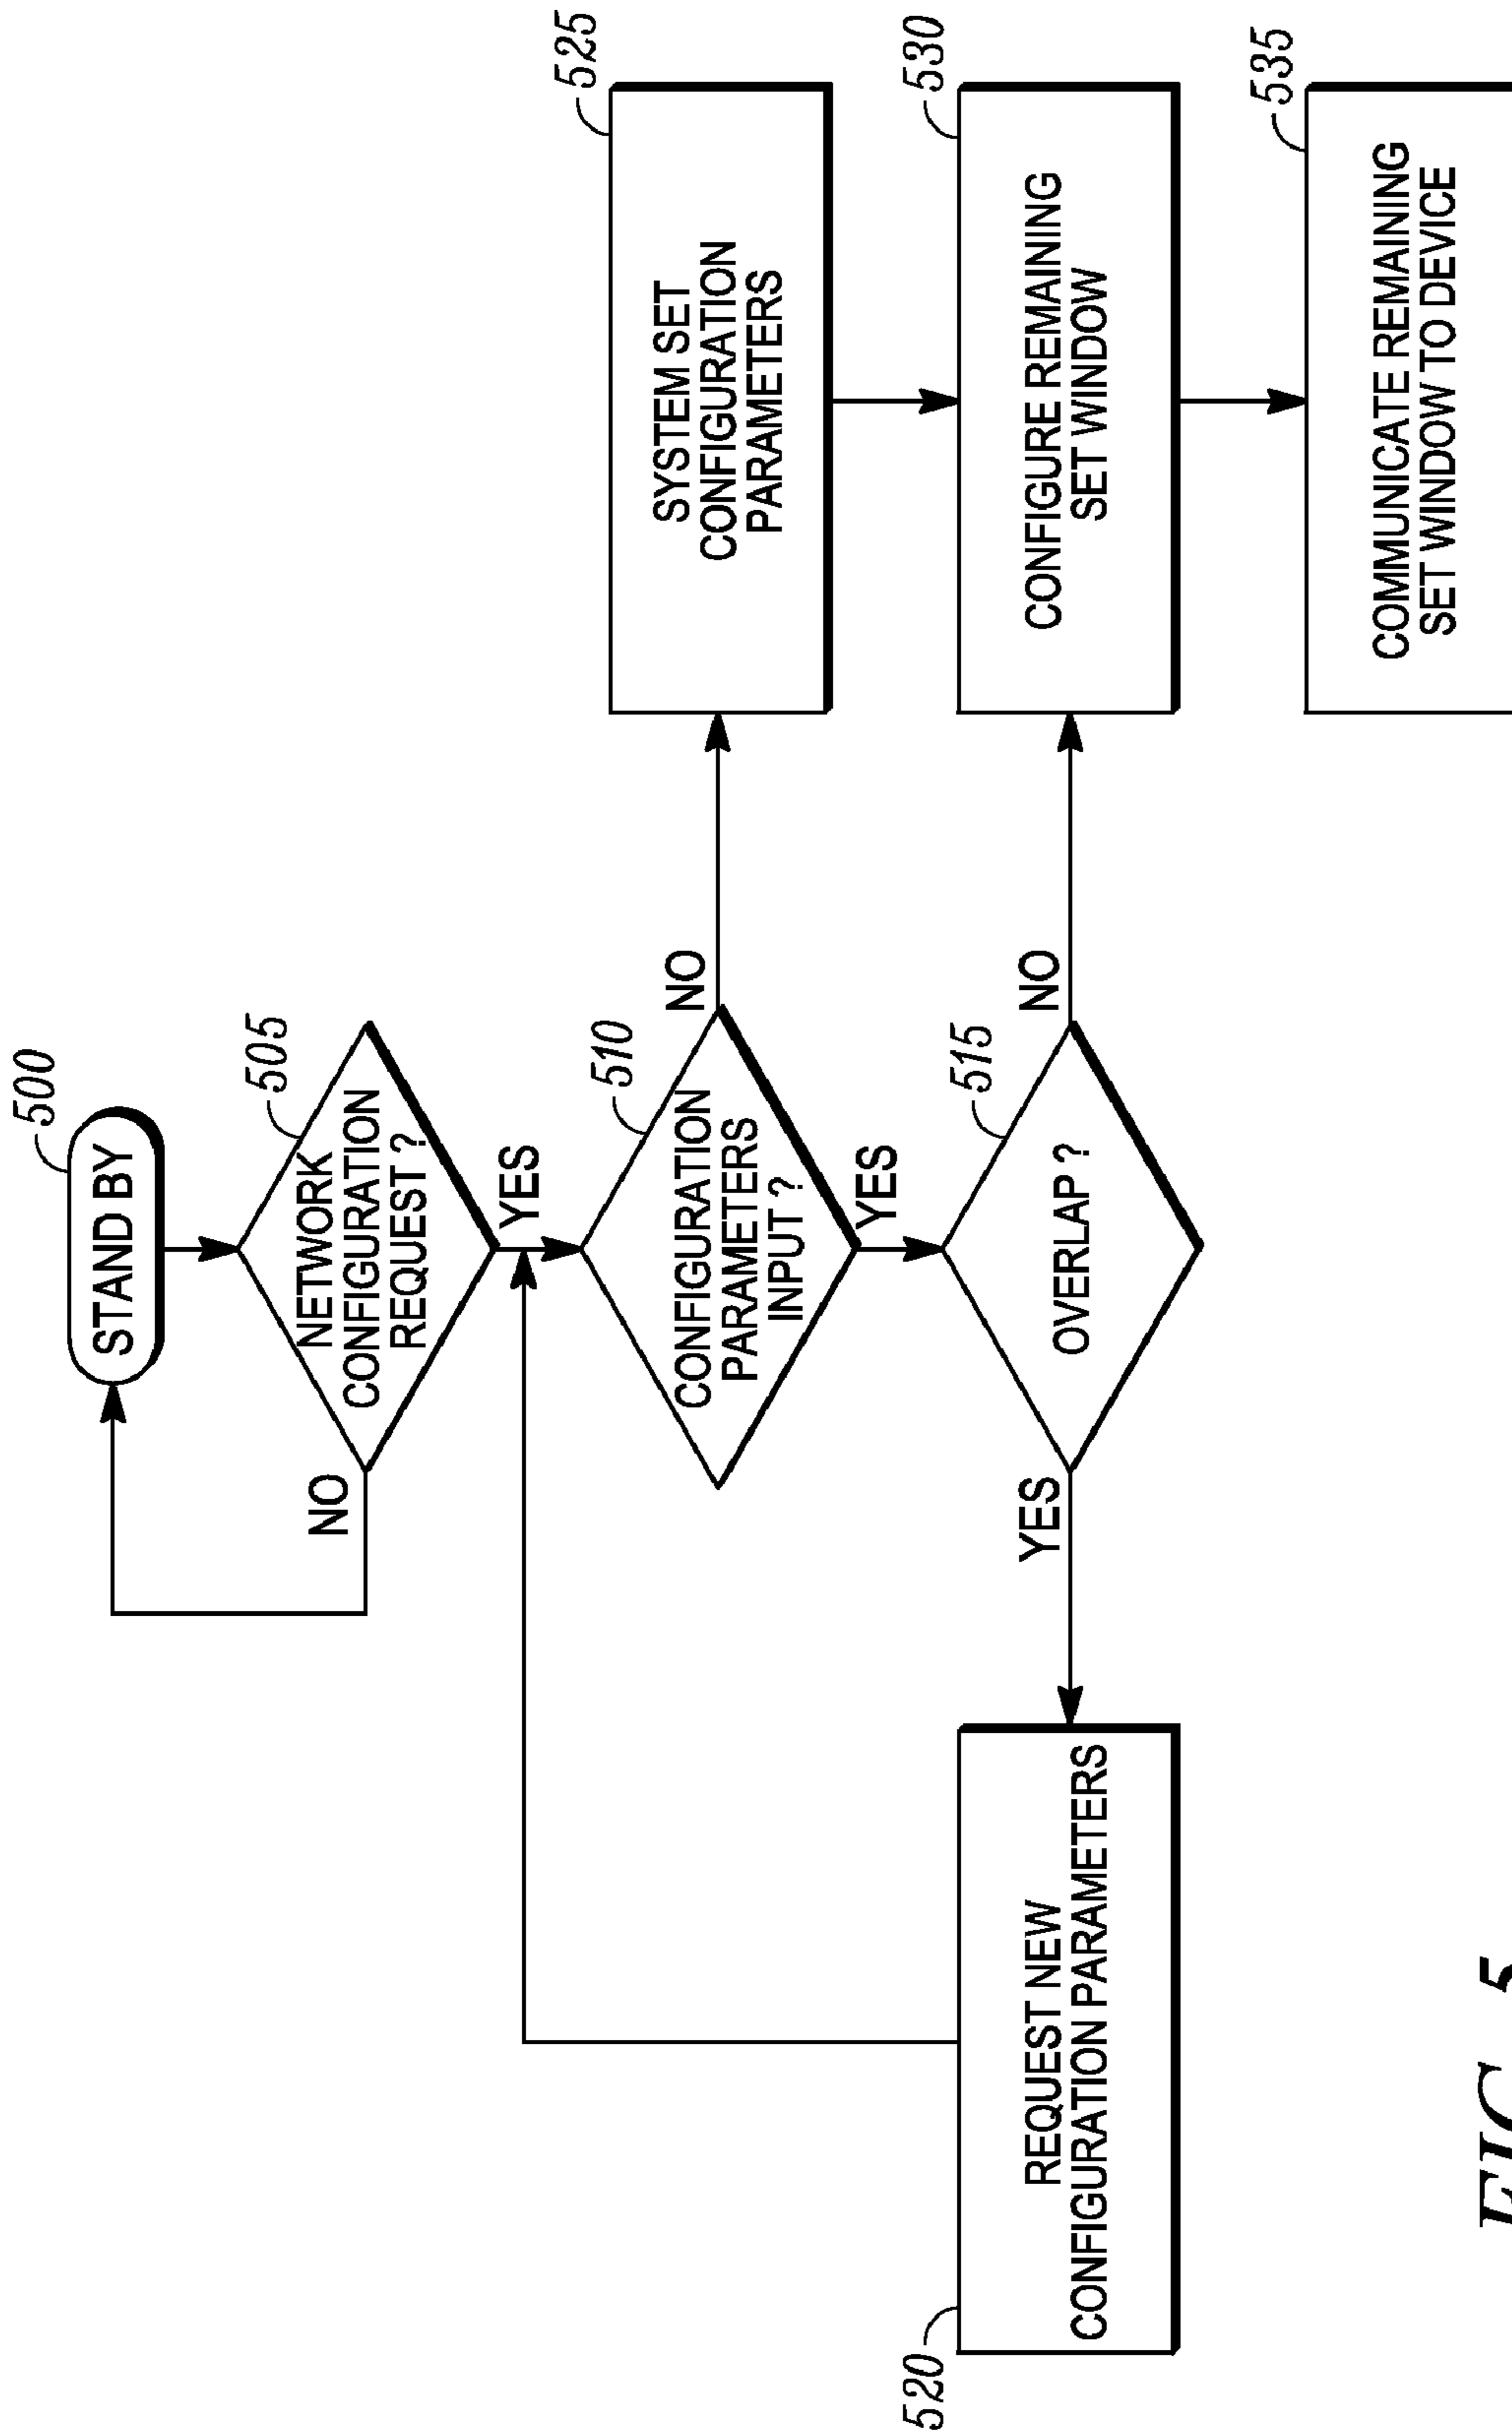 500
STAND BY
505
NETWORK
CONFIGURATION
REQUEST ?
NO
YES
510
CONFIGURATION
PARAMETERS
INPUT ?
NO
525
SYSTEM SET
CONFIGURATION
PARAMETERS
YES
515
OVERLAP ?
YES
NO
520
REQUEST NEW
CONFIGURATION PARAMETERS
530
CONFIGURE REMAINING
SET WINDOW
535
COMMUNICATE REMAINING
SET WINDOW TO DEVICE
FIG. 5